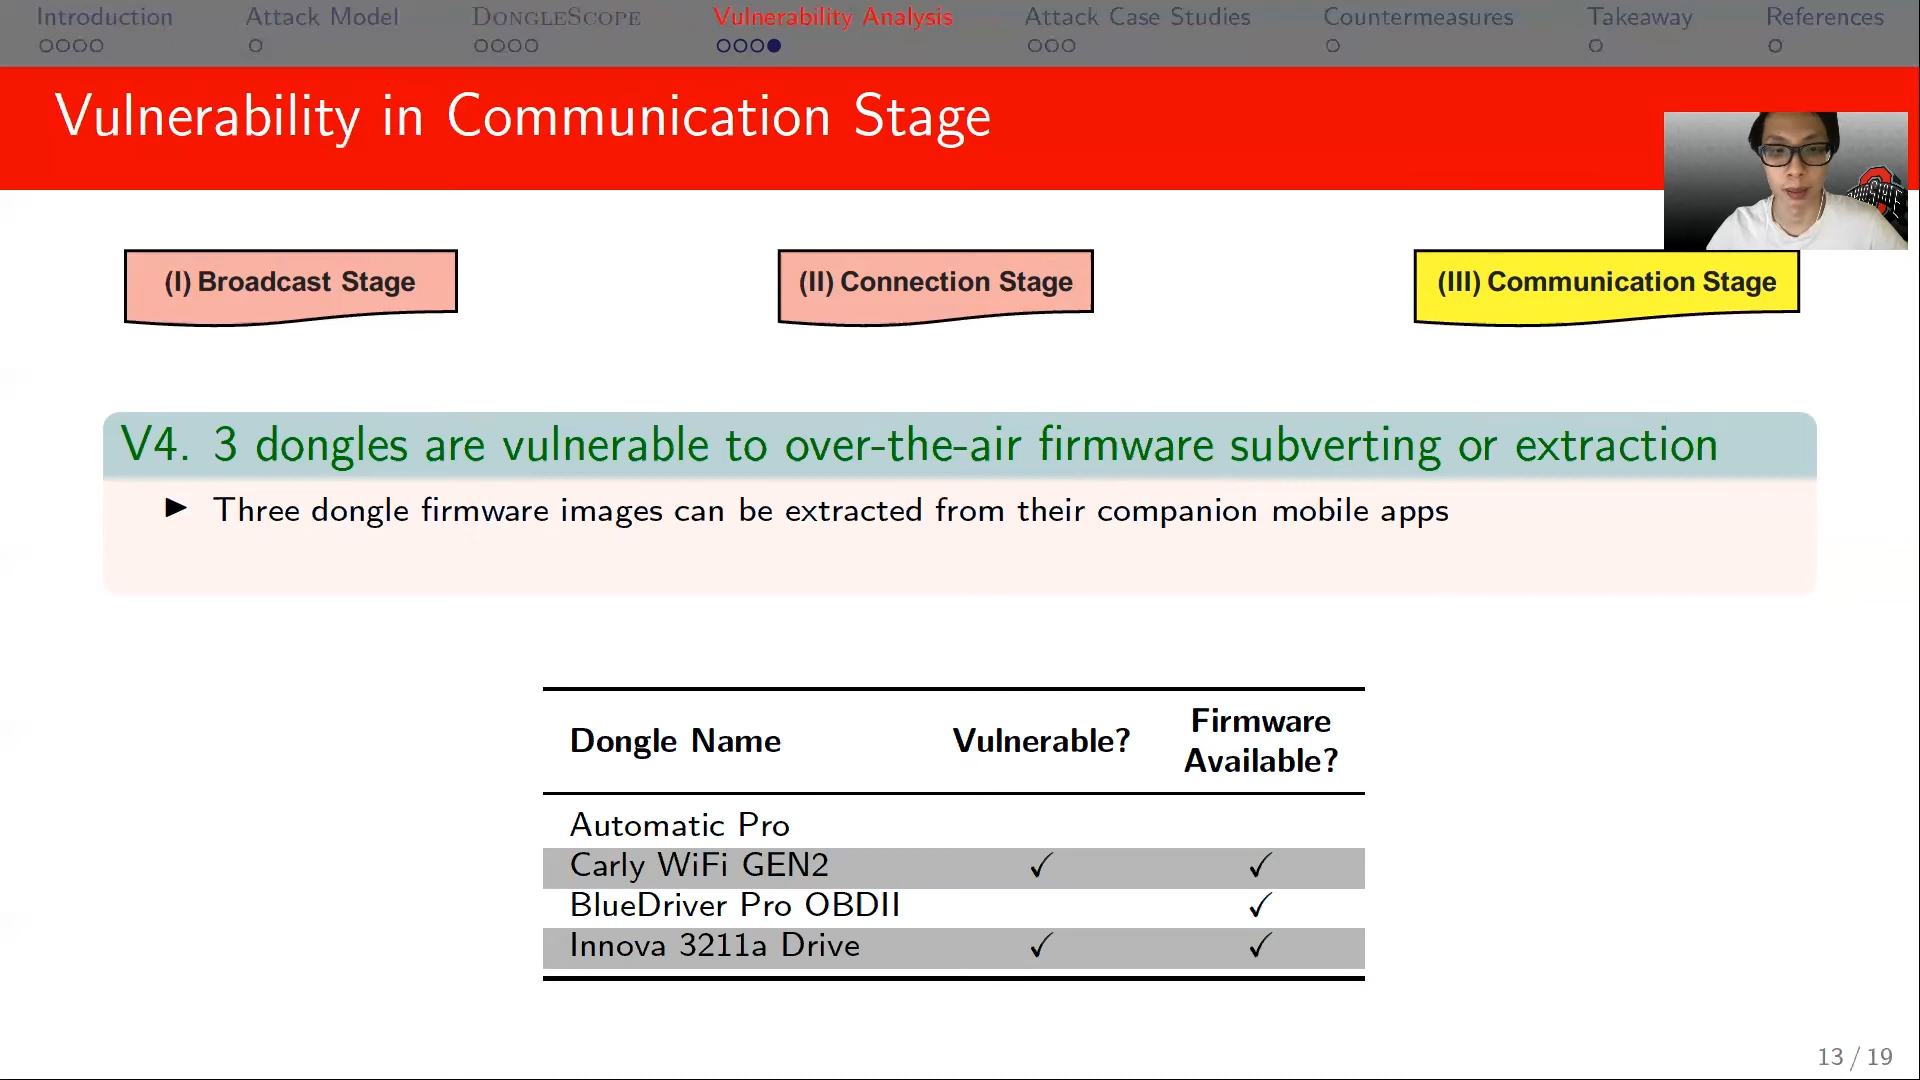 Introduction
Attack Model
DongleScope
Vulnerability Analysis
Attack Case Studies
Countermeasures
Takeaway
References
Vulnerability in Communication Stage
(I) Broadcast Stage
(II) Connection Stage
(III) Communication Stage
V4. 3 dongles are vulnerable to over-the-air firmware subverting or extraction
▶ Three dongle firmware images can be extracted from their companion mobile apps
Dongle Name Vulnerable? Firmware Available?
Automatic Pro
Carly WiFi GEN2 ✓ ✓
BlueDriver Pro OBDII ✓
Innova 3211a Drive ✓ ✓
13 / 19